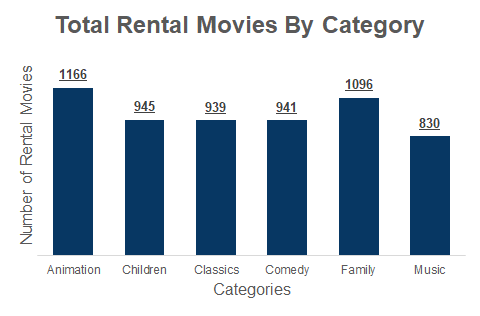 Total Rental Movies By Category
Number of Rental Movies
1166
945
939
941
1096
830
Animation
Children
Classics
Comedy
Family
Music
Categories